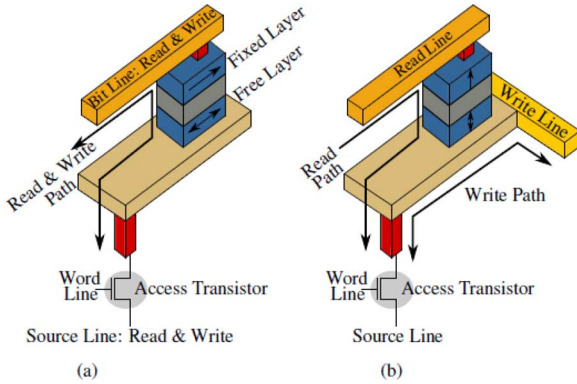 Bit Line: Read & Write
Fixed Layer
Free Layer
Read & Write
Path
Word
Line
Access Transistor
Source Line: Read & Write
(a)
Read Line
Write Line
Read
Path
Write Path
Word
Line
Access Transistor
Source Line
(b)